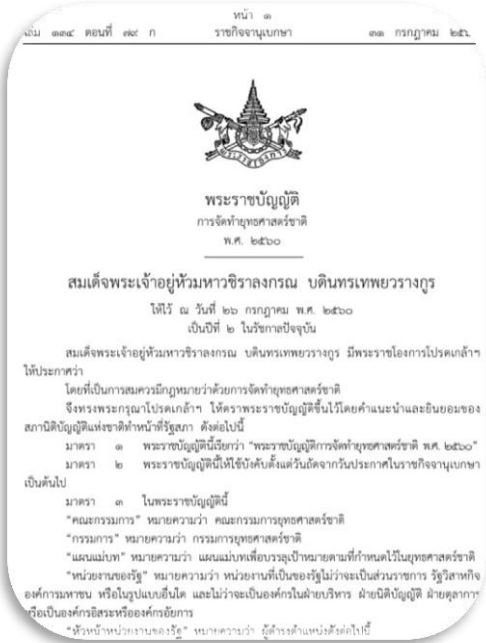 หน้า ๑
เล่ม ๑๓๔ ตอนที่ ๗๙ ก ราชกิจจานุเบกษา ๓๑ กรกฎาคม
พระราชบัญญัติ
การจัดทำยุทธศาสตร์ชาติ
พ.ศ. ๒๕๖๐
สมเด็จพระเจ้าอยู่หัวมหาวชิราลงกรณ บดินทรเทพยวรางกูร
ให้ไว้ ณ วันที่ ๒๖ กรกฎาคม พ.ศ. ๒๕๖๐
เป็นปีที่ ๒ ในรัชกาลปัจจุบัน
สมเด็จพระเจ้าอยู่หัวมหาวชิราลงกรณ บดินทรเทพยวรางกูร มีพระราชโองการโปรดเกล้าฯ
ให้ประกาศว่า
โดยที่เป็นการสมควรมีกฎหมายว่าด้วยการจัดทำยุทธศาสตร์ชาติ
จึงทรงพระกรุณาโปรดเกล้าฯ ให้ตราพระราชบัญญัติขึ้นไว้โดยคำแนะนำและยินยอมของ
สภานิติบัญญัติแห่งชาติทำหน้าที่รัฐสภา ดังต่อไปนี้
มาตรา ๑ พระราชบัญญัตินี้เรียกว่า “พระราชบัญญัติการจัดทำยุทธศาสตร์ชาติ พ.ศ. ๒๕๖๐”
มาตรา ๒ พระราชบัญญัตินี้ให้ใช้บังคับตั้งแต่วันถัดจากวันประกาศในราชกิจจานุเบกษา
เป็นต้นไป
มาตรา ๓ ในพระราชบัญญัตินี้
“คณะกรรมการ” หมายความว่า คณะกรรมการยุทธศาสตร์ชาติ
“กรรมการ” หมายความว่า กรรมการยุทธศาสตร์ชาติ
“แผนแม่บท” หมายความว่า แผนแม่บทเพื่อบรรลุเป้าหมายตามที่กำหนดไว้ในยุทธศาสตร์ชาติ
“หน่วยงานของรัฐ” หมายความว่า หน่วยงานที่เป็นของรัฐไม่ว่าจะเป็นส่วนราชการ รัฐวิสาหกิจ
องค์การมหาชน หรือในรูปแบบอื่นใด และไม่ว่าจะเป็นองค์กรในฝ่ายบริหาร ฝ่ายนิติบัญญัติ ฝ่ายตุลาการ
หรือเป็นองค์กรอิสระหรือองค์กรอัยการ
“หัวหน้าหน่วยงานของรัฐ” หมายความว่า ผู้ดำรงตำแหน่งดังต่อไปนี้